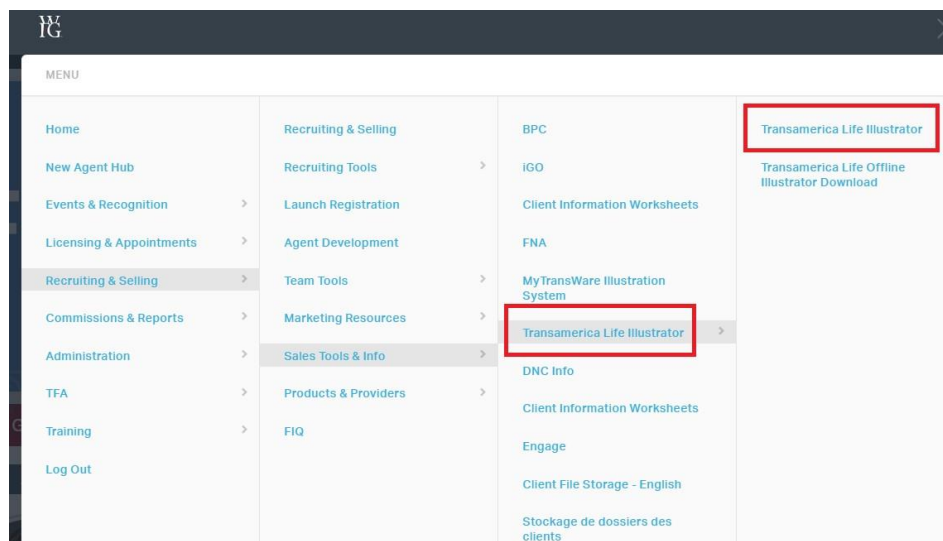 WFG
MENU
Home
New Agent Hub
Events & Recognition
Licensing & Appointments
Recruiting & Selling
Commissions & Reports
Administration
TFA
Training
Log Out
Recruiting & Selling
Recruiting Tools
Launch Registration
Agent Development
Team Tools
Marketing Resources
Sales Tools & Info
Products & Providers
FIQ
BPC
iGO
Client Information Worksheets
FNA
MyTransWare Illustration
System
Transamerica Life Illustrator
DNC Info
Client Information Worksheets
Engage
Client File Storage - English
Stockage de dossiers des
clients
Transamerica Life Illustrator
Transamerica Life Offline
Illustrator Download